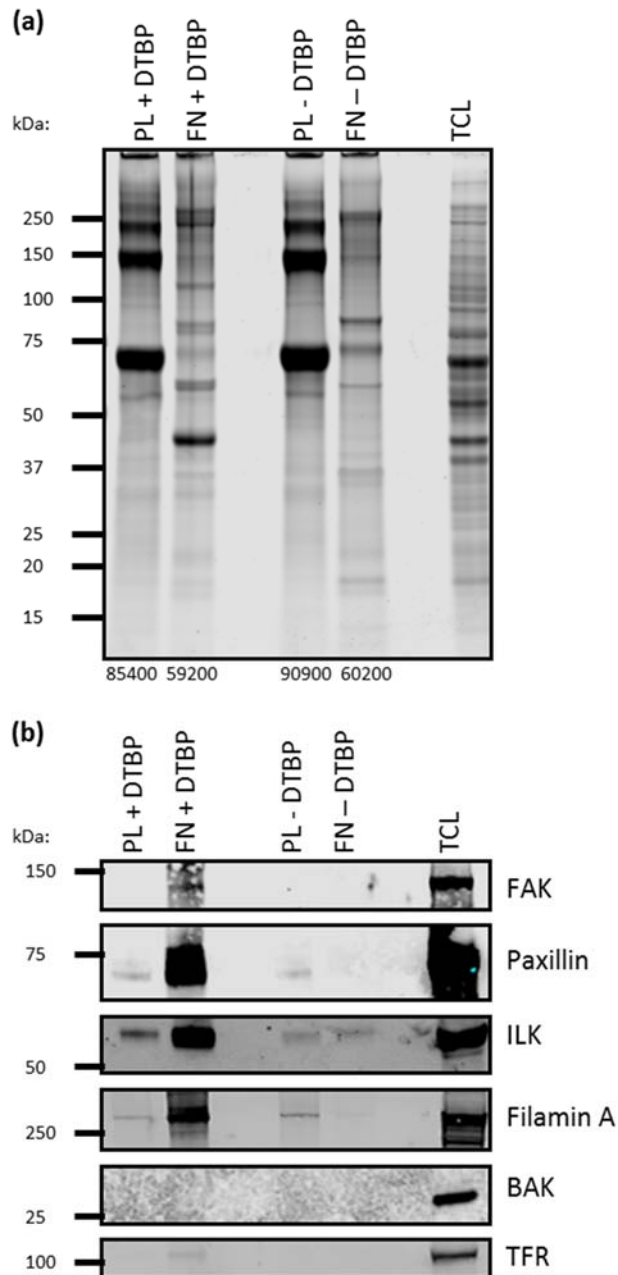 (a)
PL + DTBP
FN + DTBP
PL - DTBP
FN – DTBP
TCL
kDa:
250
150
100
75
50
37
25
20
15
85400 59200 90900 60200
(b)
PL + DTBP
FN + DTBP
PL - DTBP
FN – DTBP
TCL
kDa:
150
FAK
75
Paxillin
ILK
50
Filamin A
250
BAK
25
TFR
100